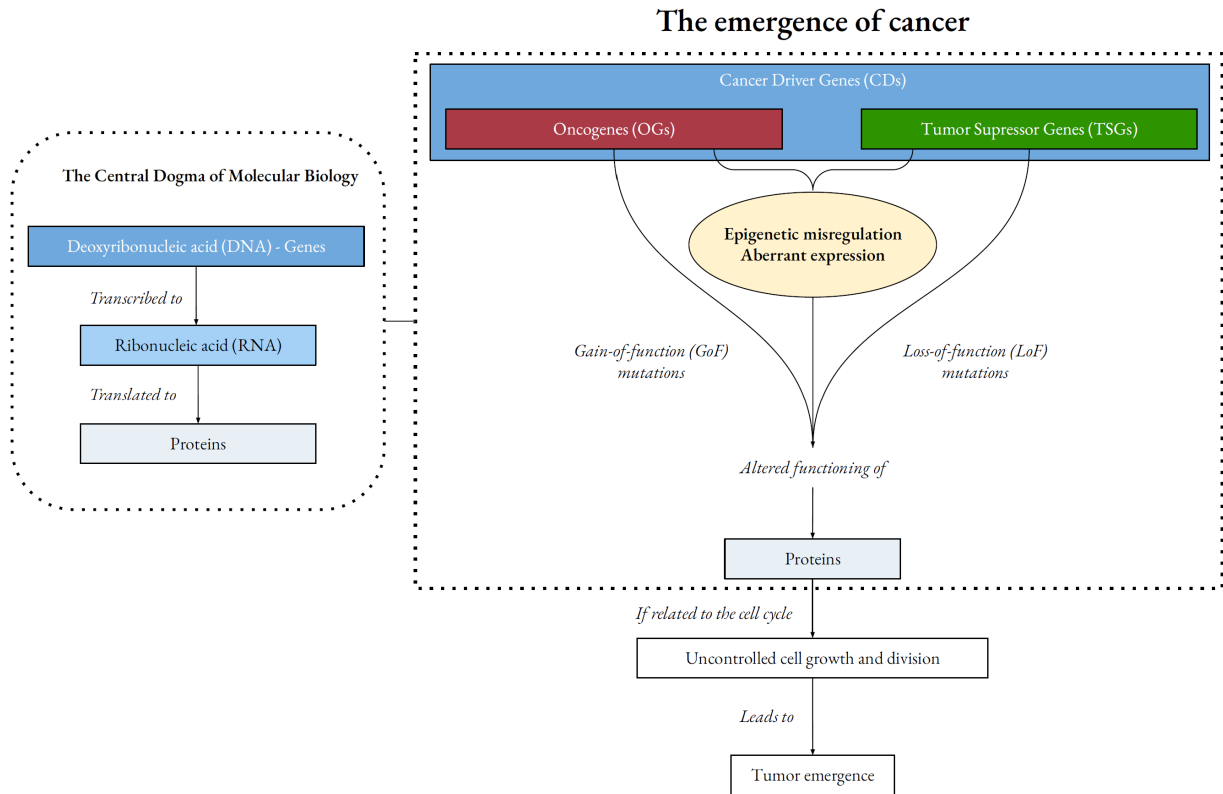 The emergence of cancer
Cancer Driver Genes (CDs)
Oncogenes (OGs)
Tumor Supressor Genes (TSGs)
The Central Dogma of Molecular Biology
Deoxyribonucleic acid (DNA) - Genes
Transcribed to
Ribonucleic acid (RNA)
Translated to
Proteins
Epigenetic misregulation
Aberrant expression
Gain-of-function (GoF)
mutations
Loss-of-function (LoF)
mutations
Altered functioning of
Proteins
If related to the cell cycle
Uncontrolled cell growth and division
Leads to
Tumor emergence